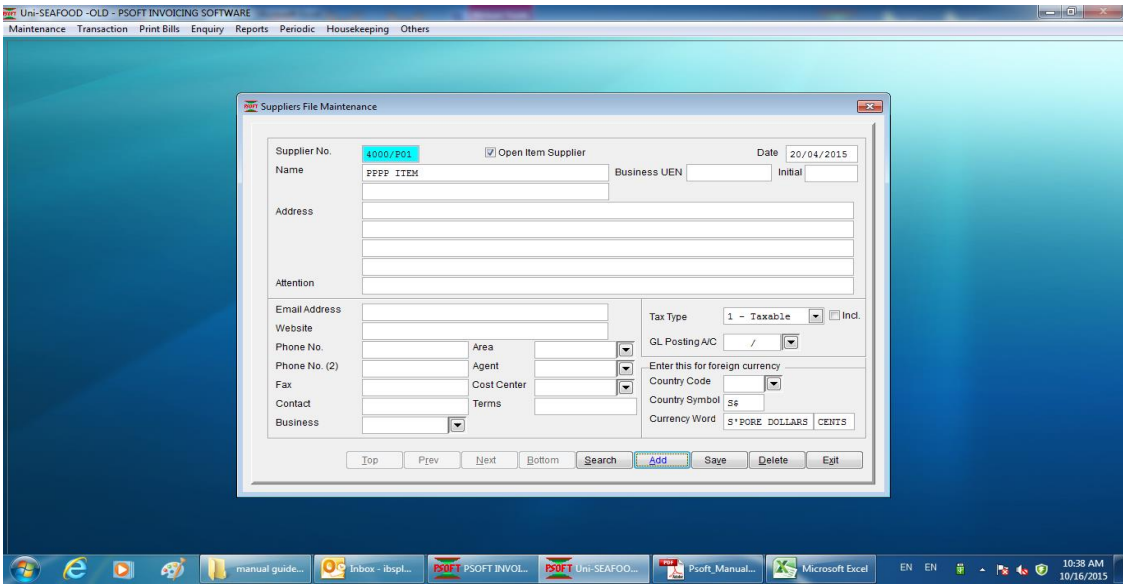 Uni-SEAFOOD -OLD - PSOFT INVOICING SOFTWARE
Maintenance Transaction Print Bills Enquiry Reports Periodic Housekeeping Others
PSOFT Suppliers File Maintenance
Supplier No. 4000/P01 Open Item Supplier Date 20/04/2015
Name PPPP ITEM Business UEN Initial
Address
Attention
Email Address
Tax Type 1 - Taxable Incl.
Website
Phone No. Area GL Posting A/C /
Phone No. (2) Agent Enter this for foreign currency
Fax Cost Center Country Code
Contact Terms Country Symbol S$
Business Currency Word S'PORE DOLLARS CENTS
Top Prev Next Bottom Search Add Save Delete Exit
manual guide... Inbox - ibspl... PSOFT PSOFT INVOI... PSOFT Uni-SEAFOO... PDF Psoft_Manual... Microsoft Excel EN EN 10:38 AM
10/16/2015